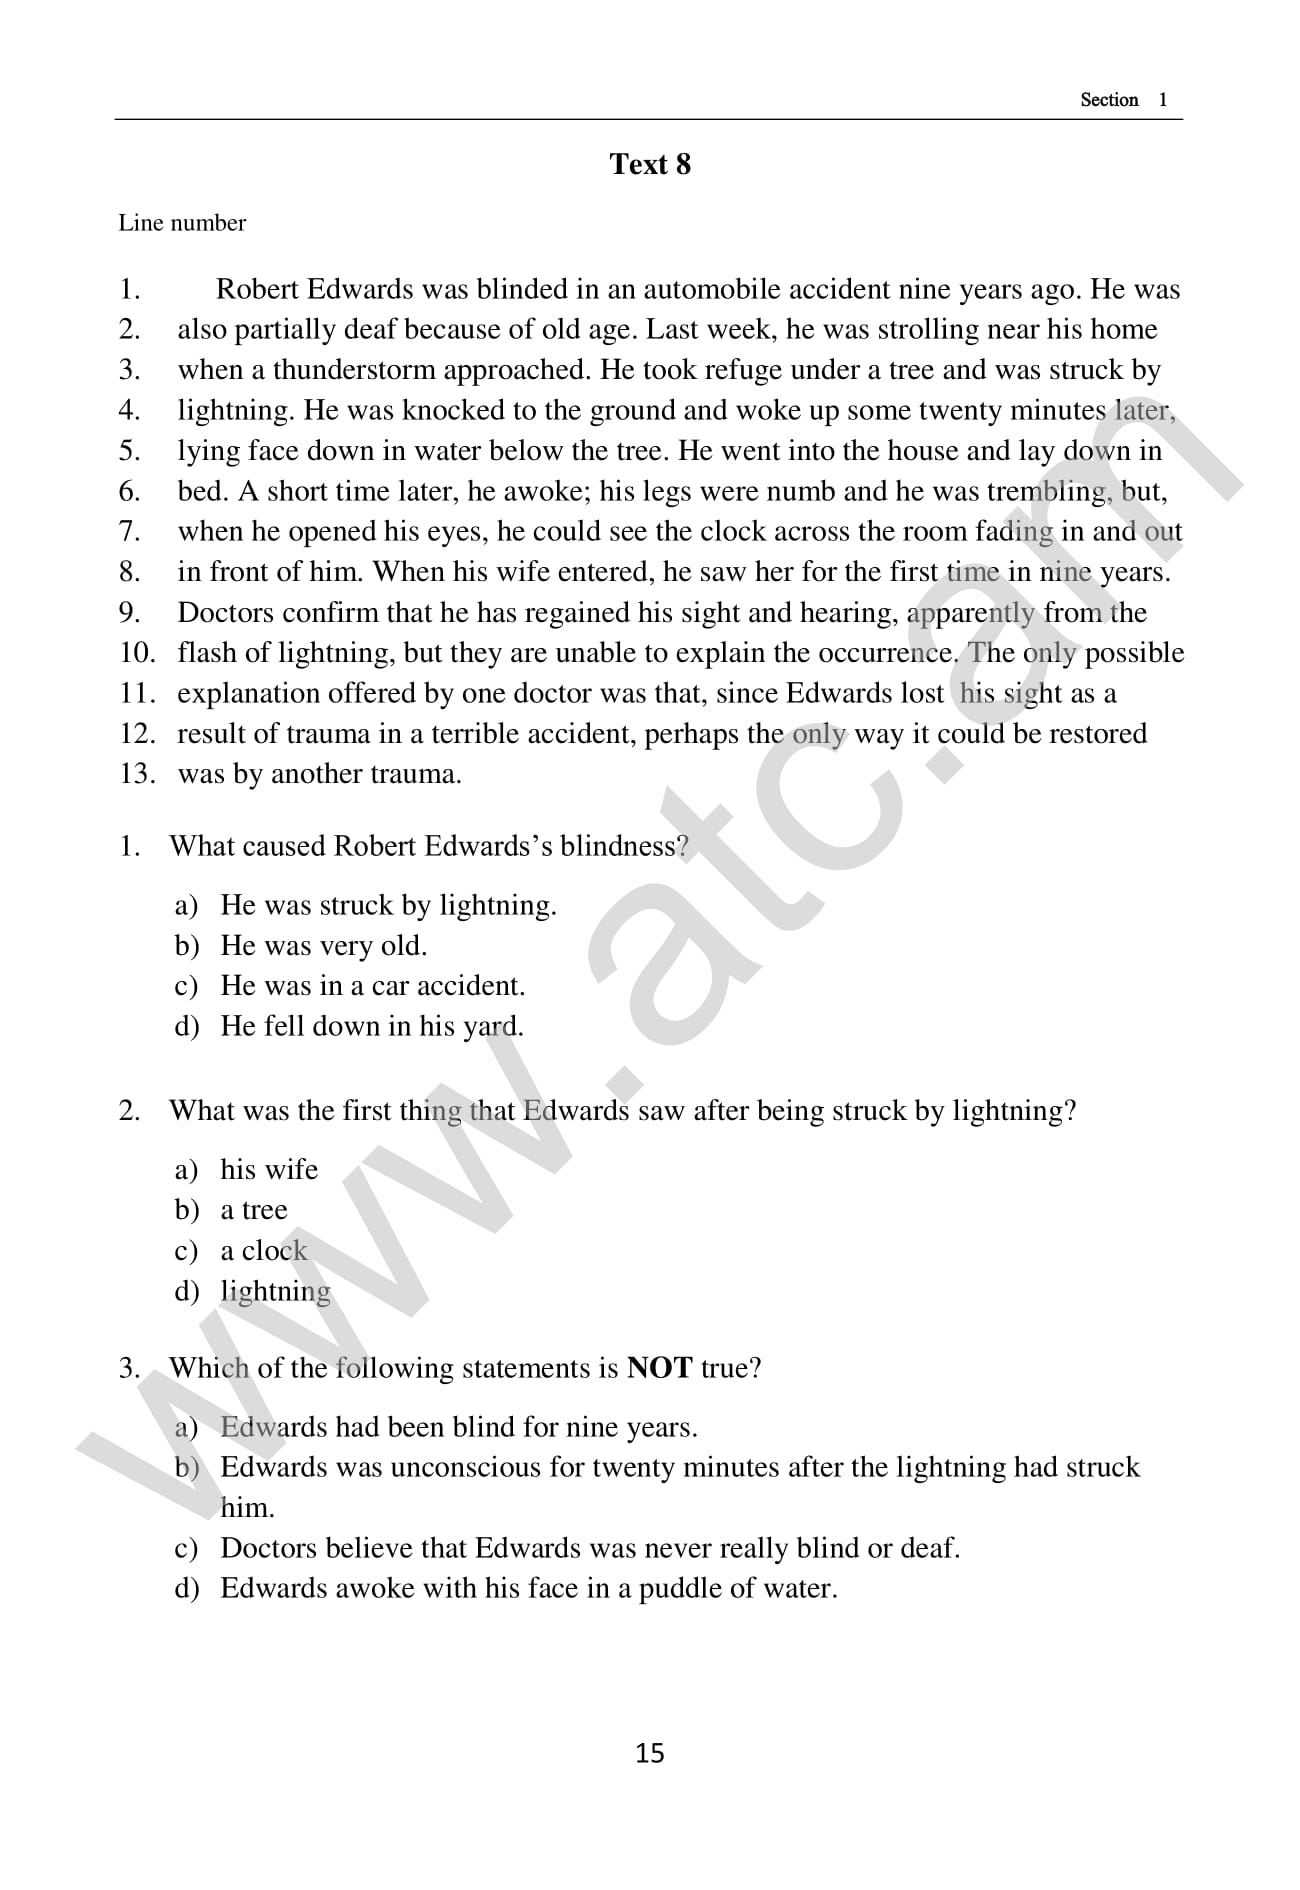 Section 1
Text 8
Line number
1. Robert Edwards was blinded in an automobile accident nine years ago. He was
2. also partially deaf because of old age. Last week, he was strolling near his home
3. when a thunderstorm approached. He took refuge under a tree and was struck by
4. lightning. He was knocked to the ground and woke up some twenty minutes later,
5. lying face down in water below the tree. He went into the house and lay down in
6. bed. A short time later, he awoke; his legs were numb and he was trembling, but,
7. when he opened his eyes, he could see the clock across the room fading in and out
8. in front of him. When his wife entered, he saw her for the first time in nine years.
9. Doctors confirm that he has regained his sight and hearing, apparently from the
10. flash of lightning, but they are unable to explain the occurrence. The only possible
11. explanation offered by one doctor was that, since Edwards lost his sight as a
12. result of trauma in a terrible accident, perhaps the only way it could be restored
13. was by another trauma.
1. What caused Robert Edwards’s blindness?
a) He was struck by lightning.
b) He was very old.
c) He was in a car accident.
d) He fell down in his yard.
2. What was the first thing that Edwards saw after being struck by lightning?
a) his wife
b) a tree
c) a clock
d) lightning
3. Which of the following statements is NOT true?
a) Edwards had been blind for nine years.
b) Edwards was unconscious for twenty minutes after the lightning had struck
him.
c) Doctors believe that Edwards was never really blind or deaf.
d) Edwards awoke with his face in a puddle of water.
15
www.atc.am